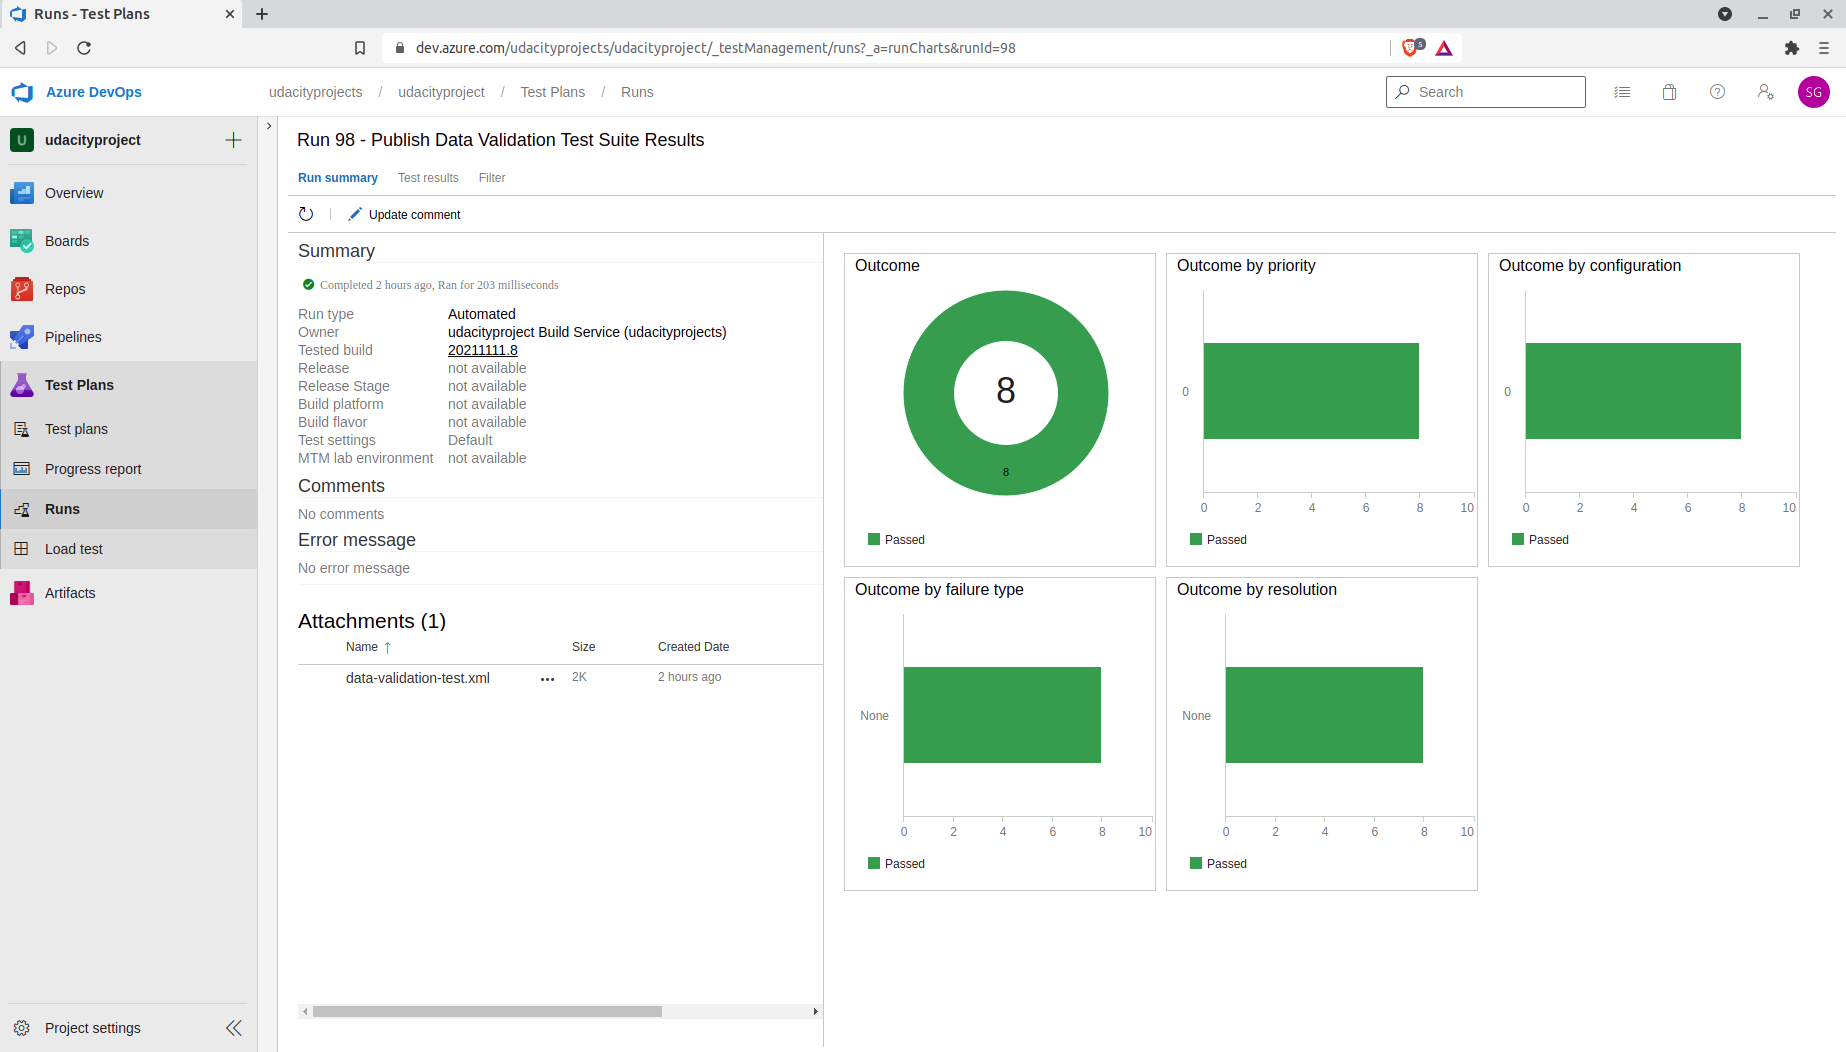 Runs - Test Plans
dev.azure.com/udacityprojects/udacityproject/_testManagement/runs?_a=runCharts&runId=98
5
Azure DevOps
udacityprojects / udacityproject / Test Plans / Runs
Search
SG
U udacityproject
Overview
Boards
Repos
Pipelines
Test Plans
Test plans
Progress report
Runs
Load test
Artifacts
Project settings
Run 98 - Publish Data Validation Test Suite Results
Run summary Test results Filter
Update comment
Summary
Completed 2 hours ago, Ran for 203 milliseconds
Run type Automated
Owner udacityproject Build Service (udacityprojects)
Tested build 20211111.8
Release not available
Release Stage not available
Build platform not available
Build flavor not available
Test settings Default
MTM lab environment not available
Comments
No comments
Error message
No error message
Attachments (1)
Name ↑ Size Created Date
data-validation-test.xml ... 2K 2 hours ago
Outcome
8
8
Passed
Outcome by priority
0
0 2 4 6 8 10
Passed
Outcome by configuration
0
0 2 4 6 8 10
Passed
Outcome by failure type
None
0 2 4 6 8 10
Passed
Outcome by resolution
None
0 2 4 6 8 10
Passed